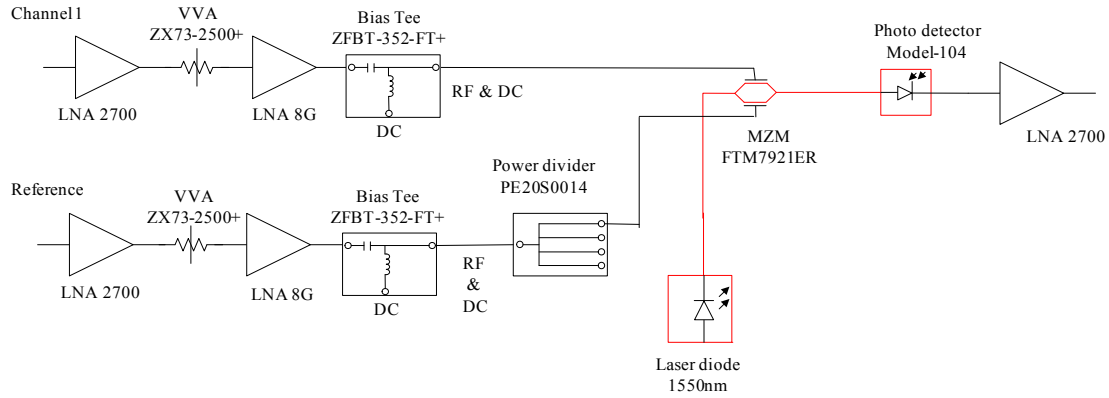 Channel1
VVA
ZX73-2500+
LNA 2700
LNA 8G
Bias Tee
ZFBT-352-FT+
DC
RF & DC
MZM
FTM7921ER
Photo detector
Model-104
LNA 2700
Reference
VVA
ZX73-2500+
LNA 2700
LNA 8G
Bias Tee
ZFBT-352-FT+
DC
RF
&
DC
Power divider
PE20S0014
Laser diode
1550nm